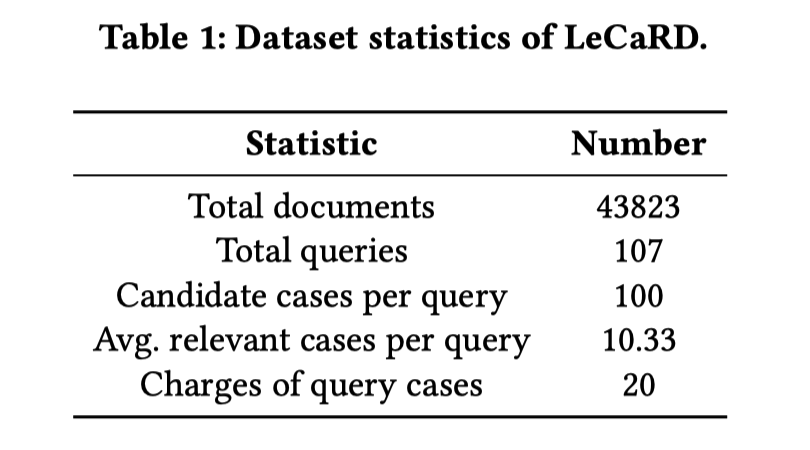 Table 1: Dataset statistics of LeCaRD.
Statistic Number
Total documents 43823
Total queries 107
Candidate cases per query 100
Avg. relevant cases per query 10.33
Charges of query cases 20